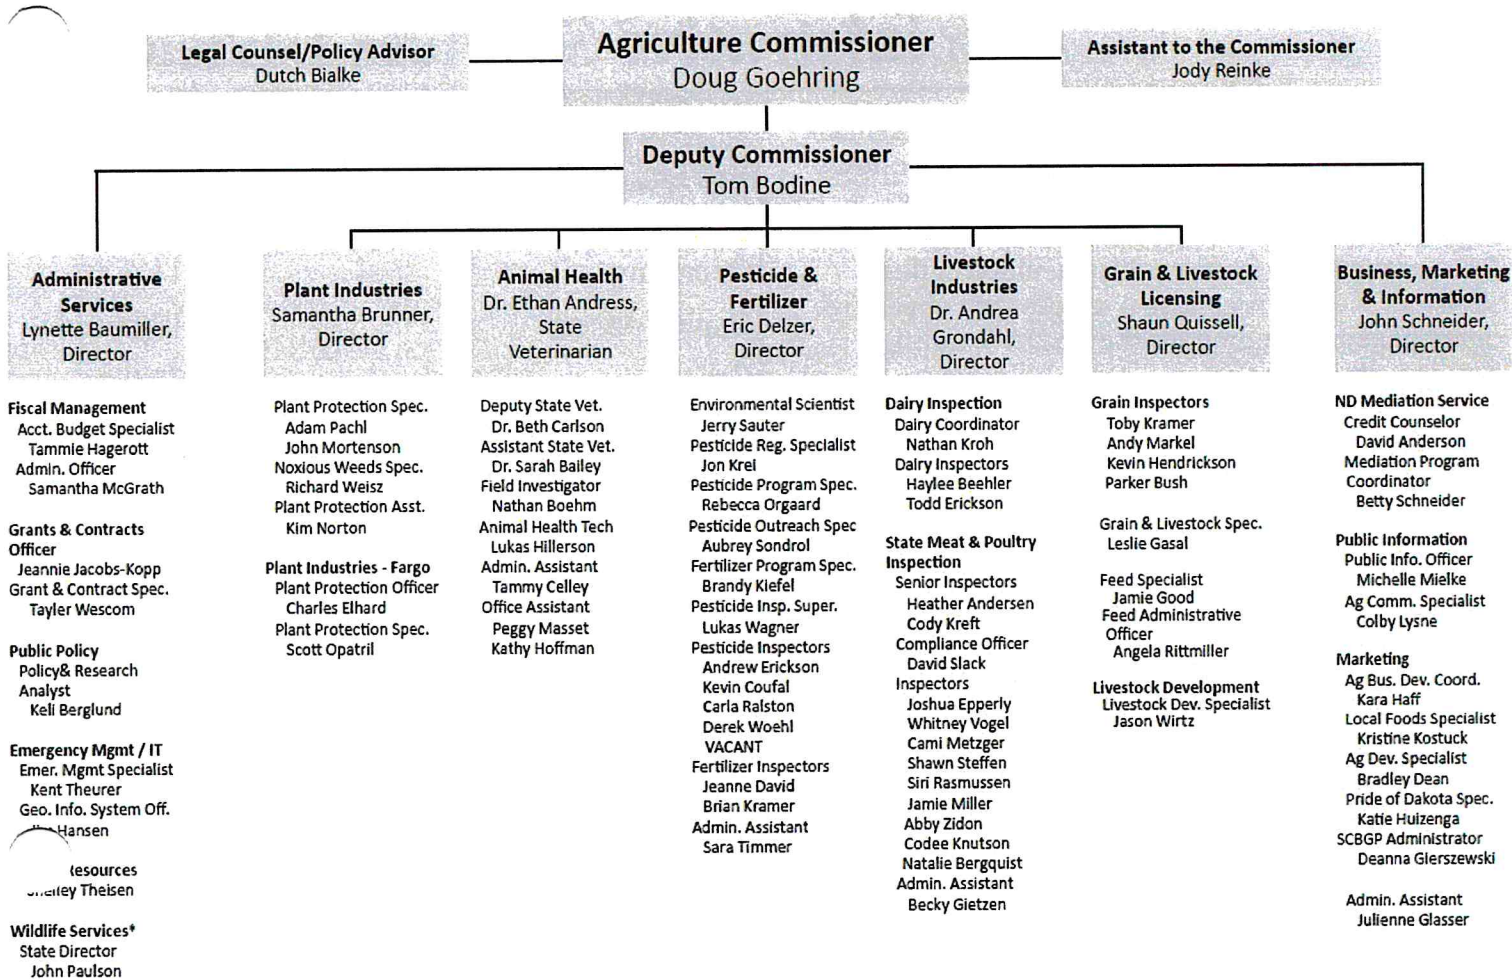 Legal Counsel/Policy Advisor
Dutch Bialke
Agriculture Commissioner
Doug Goehring
Assistant to the Commissioner
Jody Reinke
Deputy Commissioner
Tom Bodine
Administrative
Services
Lynette Baumiller,
Director
Fiscal Management
Acct. Budget Specialist
Tammie Hagerott
Admin. Officer
Samantha McGrath
Grants & Contracts
Officer
Jeannie Jacobs-Kopp
Grant & Contract Spec.
Tayler Wescom
Public Policy
Policy& Research
Analyst
Keli Berglund
Emergency Mgmt / IT
Emer. Mgmt Specialist
Kent Theurer
Geo. Info. System Off.
Hansen
Theisen
Wildlife Services*
State Director
John Paulson
Plant Industries
Samantha Brunner,
Director
Plant Protection Spec.
Adam Pachl
John Mortenson
Noxious Weeds Spec.
Richard Weisz
Plant Protection Asst.
Kim Norton
Plant Industries - Fargo
Plant Protection Officer
Charles Elhard
Plant Protection Spec.
Scott Opatril
Animal Health
Dr. Ethan Andress,
State
Veterinarian
Deputy State Vet.
Dr. Beth Carlson
Assistant State Vet.
Dr. Sarah Bailey
Field Investigator
Nathan Boehm
Animal Health Tech
Lukas Hillerson
Admin. Assistant
Tammy Celley
Office Assistant
Peggy Masset
Kathy Hoffman
Pesticide &
Fertilizer
Eric Delzer,
Director
Environmental Scientist
Jerry Sauter
Pesticide Reg. Specialist
Jon Krei
Pesticide Program Spec.
Rebecca Orgaard
Pesticide Outreach Spec
Aubrey Sondrol
Fertilizer Program Spec.
Brandy Kiefel
Pesticide Insp. Super.
Lukas Wagner
Pesticide Inspectors
Andrew Erickson
Kevin Coufal
Carla Ralston
Derek Woehl
VACANT
Fertilizer Inspectors
Jeanne David
Brian Kramer
Admin. Assistant
Sara Timmer
Livestock
Industries
Dr. Andrea
Grondahl,
Director
Dairy Inspection
Dairy Coordinator
Nathan Kroh
Dairy Inspectors
Haylee Beehler
Todd Erickson
State Meat & Poultry
Inspection
Senior Inspectors
Heather Andersen
Cody Kreft
Compliance Officer
David Slack
Inspectors
Joshua Epperly
Whitney Vogel
Cami Metzger
Shawn Steffen
Siri Rasmussen
Jamie Miller
Abby Zidon
Codee Knutson
Natalie Bergquist
Admin. Assistant
Becky Gietzen
Grain & Livestock
Licensing
Shaun Quissell,
Director
Grain Inspectors
Toby Kramer
Andy Markel
Kevin Hendrickson
Parker Bush
Grain & Livestock Spec.
Leslie Gasal
Feed Specialist
Jamie Good
Feed Administrative
Officer
Angela Rittmiller
Livestock Development
Livestock Dev. Specialist
Jason Wirtz
Business, Marketing
& Information
John Schneider,
Director
ND Mediation Service
Credit Counselor
David Anderson
Mediation Program
Coordinator
Betty Schneider
Public Information
Public Info. Officer
Michelle Mielke
Ag Comm. Specialist
Colby Lysne
Marketing
Ag Bus. Dev. Coord.
Kara Haff
Local Foods Specialist
Kristine Kostuck
Ag Dev. Specialist
Bradley Dean
Pride of Dakota Spec.
Katie Huizenga
SCBGP Administrator
Deanna Gierszewski
Admin. Assistant
Julienne Glasser